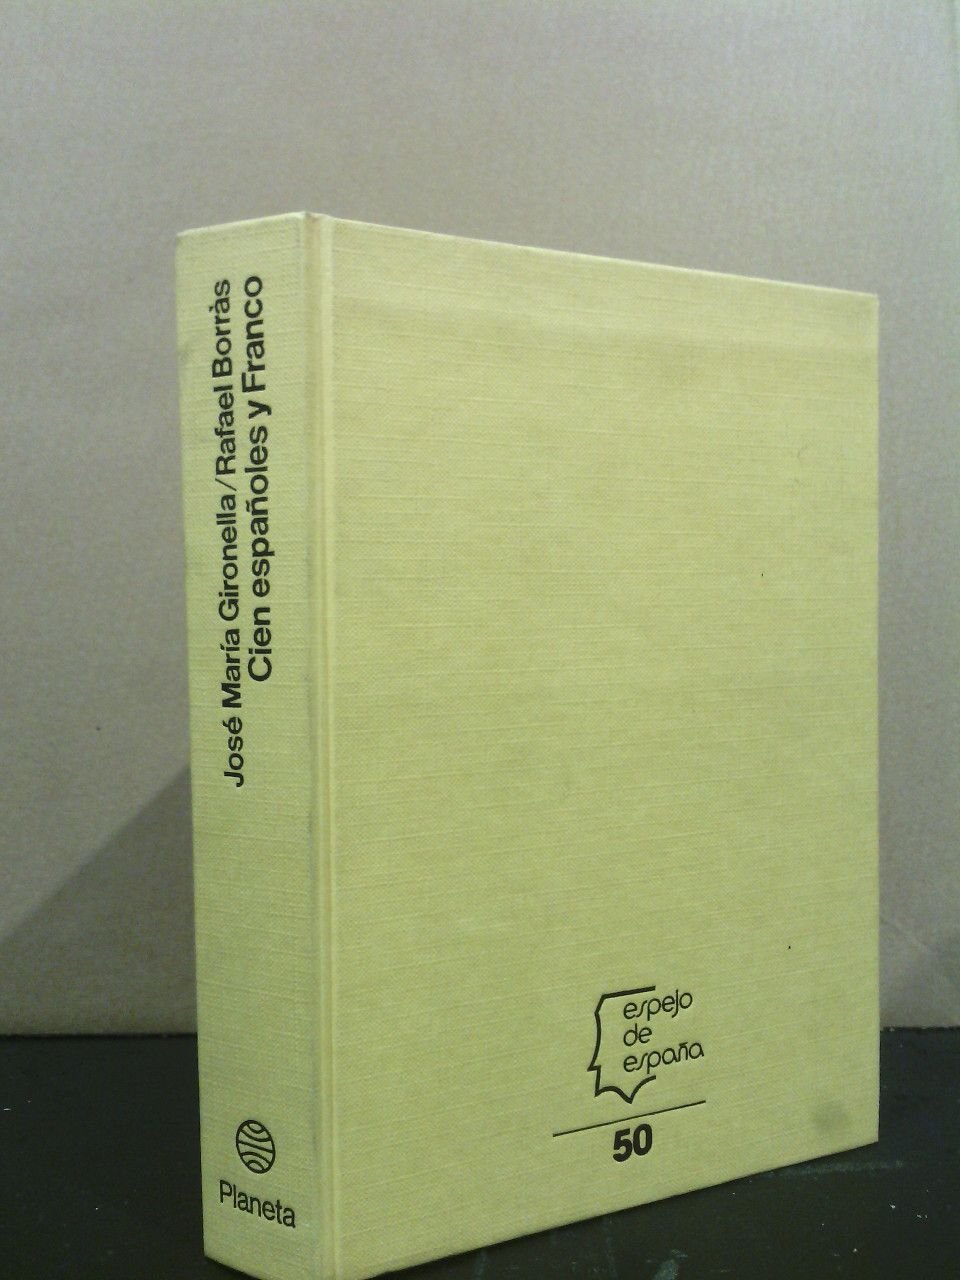 José María Gironella/Rafael Borràs
Cien españoles y Franco
Planeta
espejo
de
españa
50